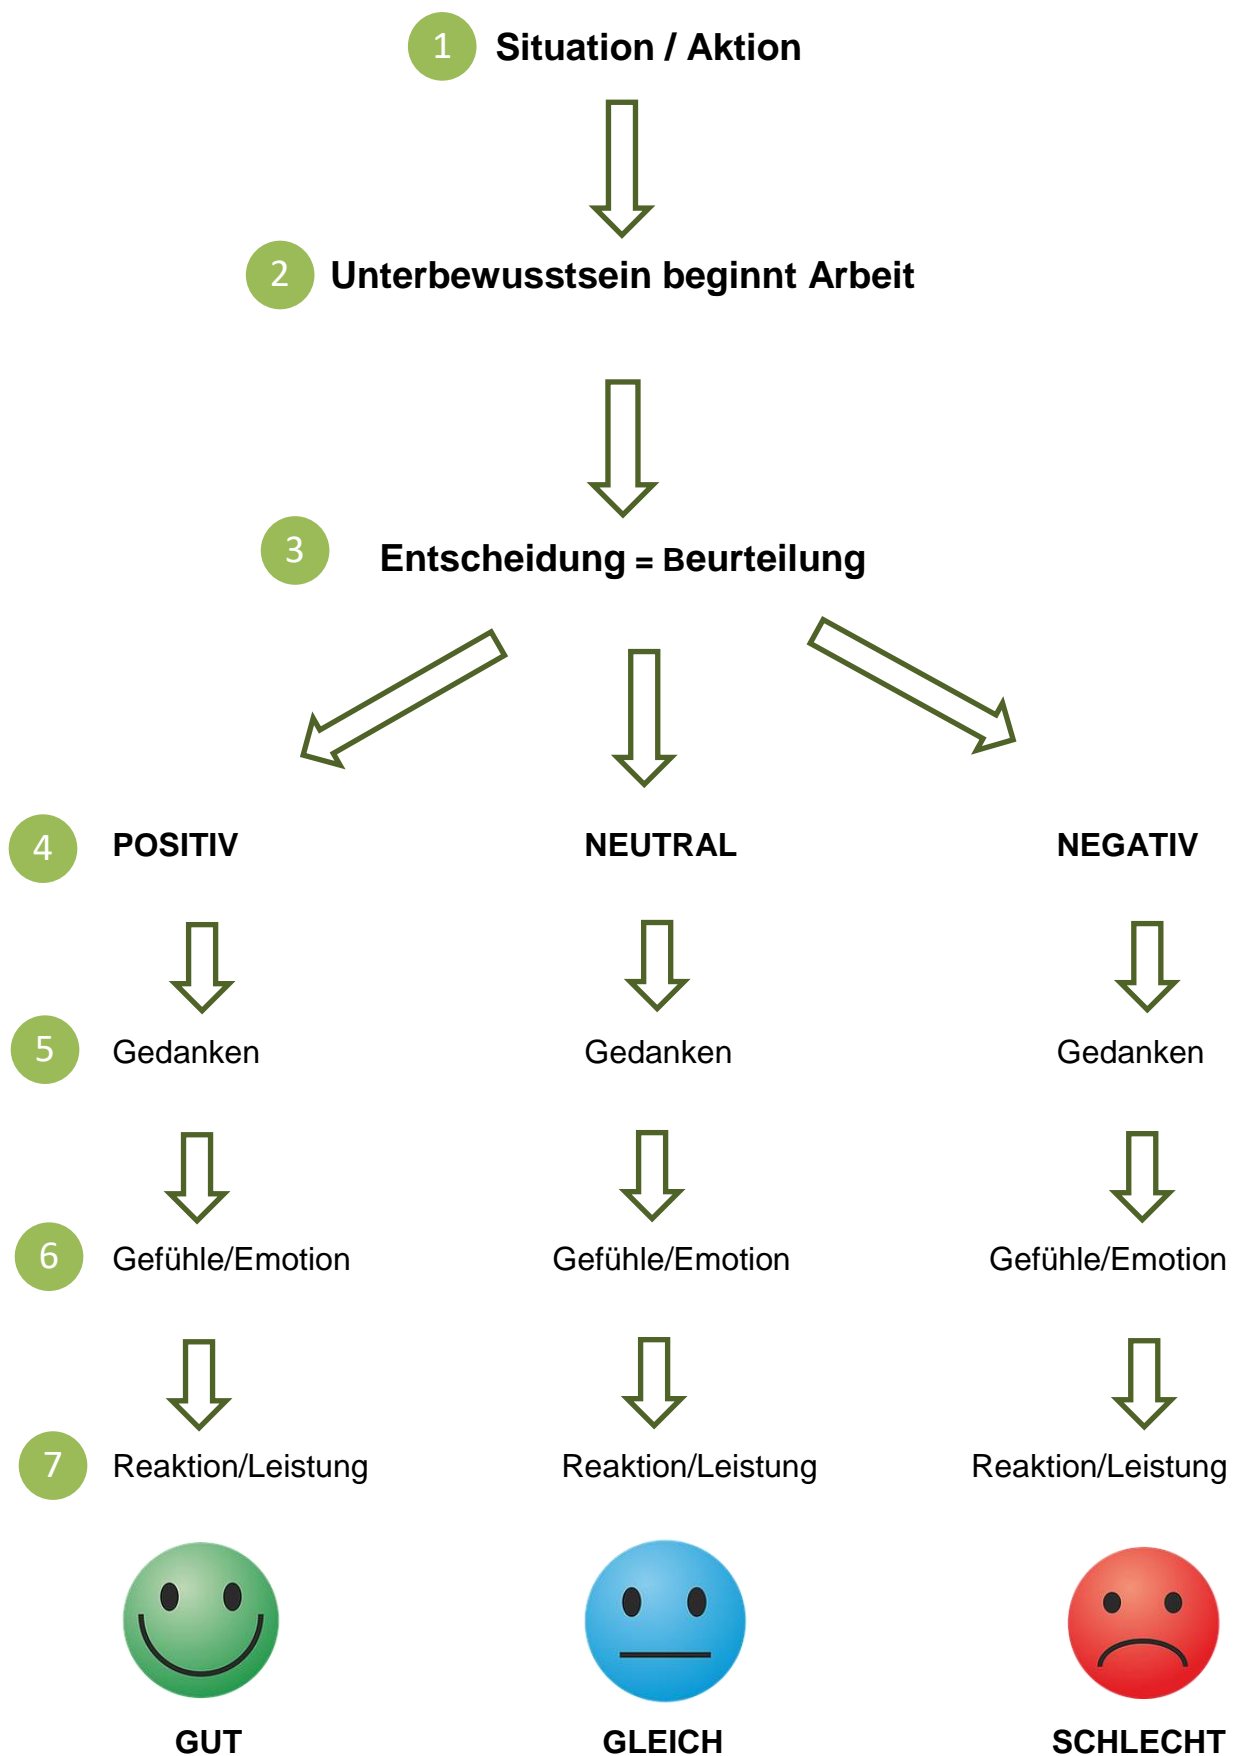 1 Situation / Aktion
2 Unterbewusstsein beginnt Arbeit
3 Entscheidung = Beurteilung
4 POSITIV NEUTRAL NEGATIV
5 Gedanken Gedanken Gedanken
6 Gefühle/Emotion Gefühle/Emotion Gefühle/Emotion
7 Reaktion/Leistung Reaktion/Leistung Reaktion/Leistung
GUT GLEICH SCHLECHT